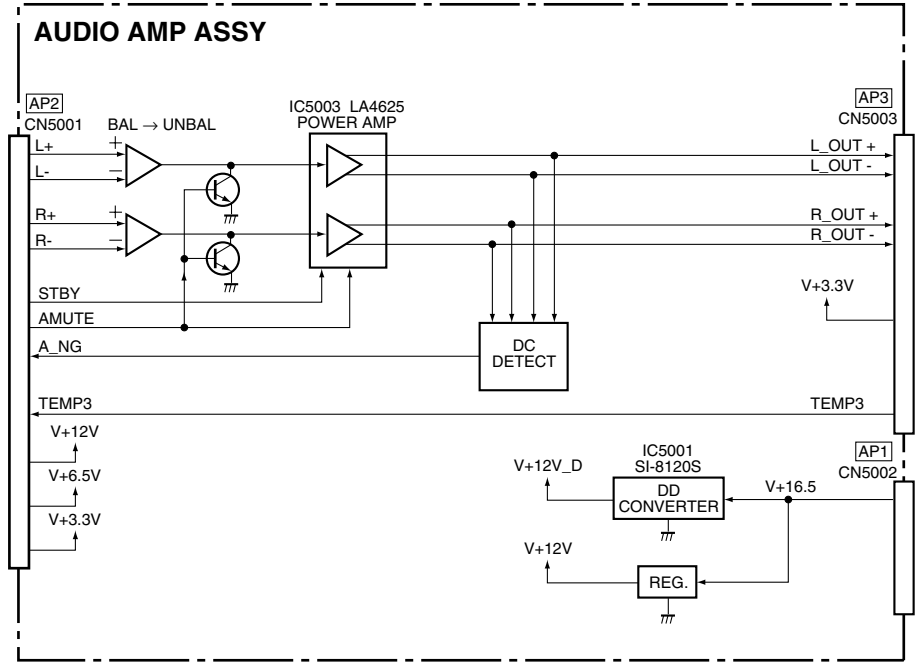 AUDIO AMP ASSY
AP2
CN5001
BAL → UNBAL
IC5003 LA4625
POWER AMP
AP3
CN5003
L+
+
L-
−
R+
+
R-
−
L_OUT +
L_OUT -
R_OUT +
R_OUT -
STBY
AMUTE
A_NG
V+3.3V
DC
DETECT
TEMP3
TEMP3
V+12V
V+6.5V
V+3.3V
IC5001
SI-8120S
DD
CONVERTER
V+12V_D
V+16.5
AP1
CN5002
V+12V
REG.